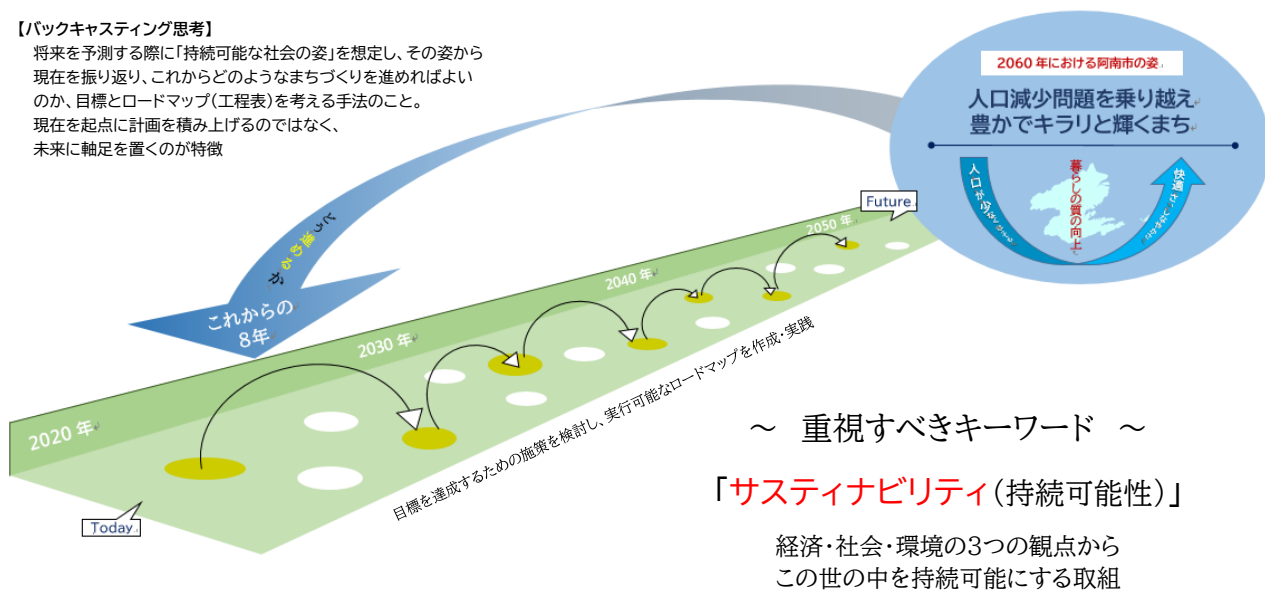 【バックキャスティング思考】
将来を予測する際に「持続可能な社会の姿」を想定し、その姿から
現在を振り返り、これからどのようなまちづくりを進めればよい
のか、目標とロードマップ(工程表)を考える手法のこと。
現在を起点に計画を積み上げるのではなく、
未来に軸足を置くのが特徴
2060年における阿南市の姿
人口減少問題を乗り越え
豊かでキラリと輝くまち
人口が少なく
暮らしの質の向上
快適
Future
どう進めるか
これからの
8年
2050年
2040年
2030年
2020年
Today
目標を達成するための施策を検討し、実行可能なロードマップを作成・実践
～ 重視すべきキーワード ～
「サスティナビリティ(持続可能性)」
経済・社会・環境の3つの観点から
この世の中を持続可能にする取組